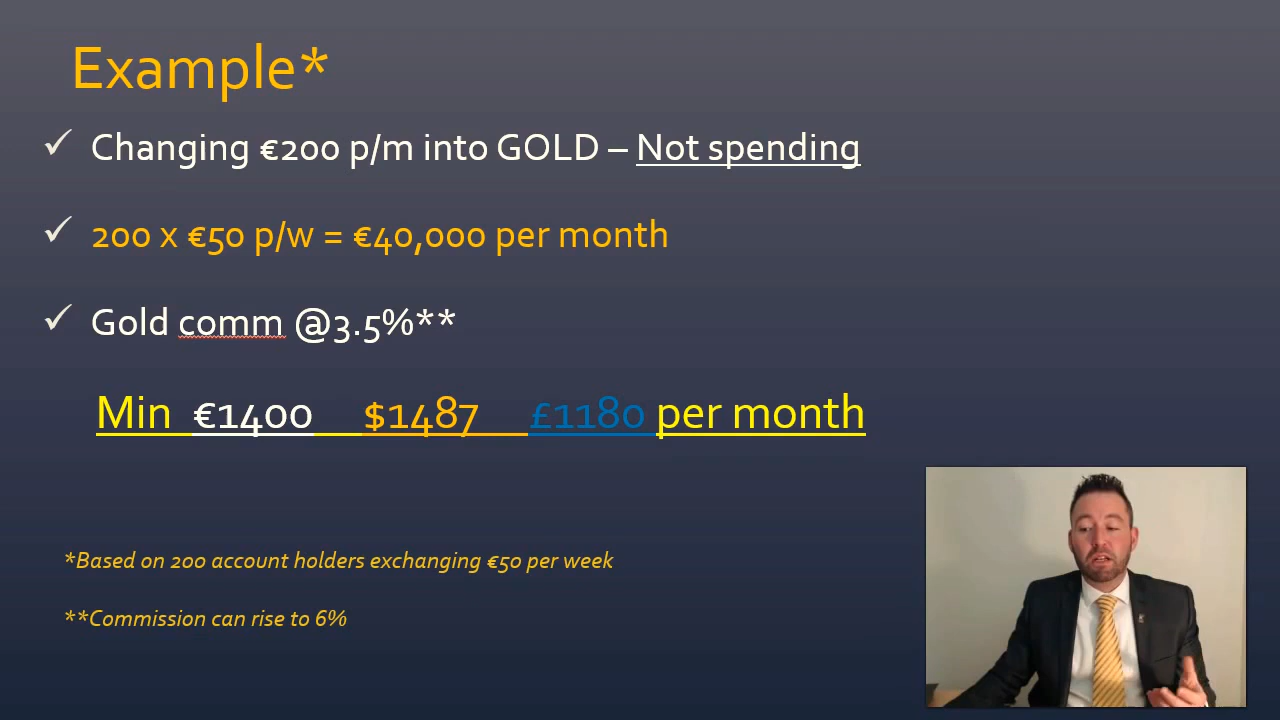 Example*
Changing €200 p/m into GOLD – Not spending
200 x €50 p/w = €40,000 per month
Gold comm @3.5%**
Min €1400 $1487 £1180 per month
*Based on 200 account holders exchanging €50 per week
**Commission can rise to 6%